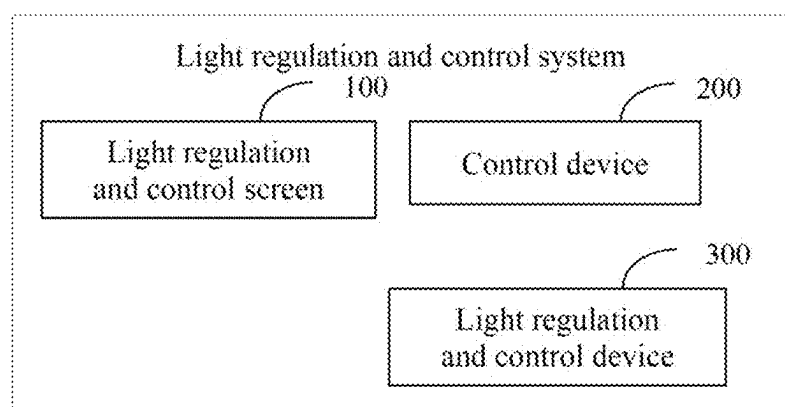 Light regulation and control system
100
200
Light regulation
and control screen
Control device
300
Light regulation
and control device